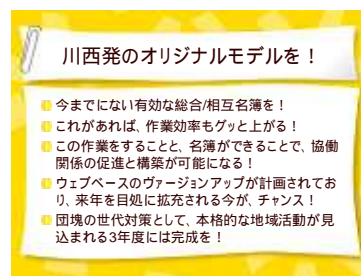 川西発のオリジナルモデルを！
今までにない有効な総合/相互名簿を！
これがあれば、作業効率もグッと上がる！
この作業をすることと、名簿ができることで、協働
関係の促進と構築が可能になる！
ウェブベースのヴァージョンアップが計画されてお
り、来年を目処に拡充される今が、チャンス！
団塊の世代対策として、本格的な地域活動が見
込まれる3年度には完成を！